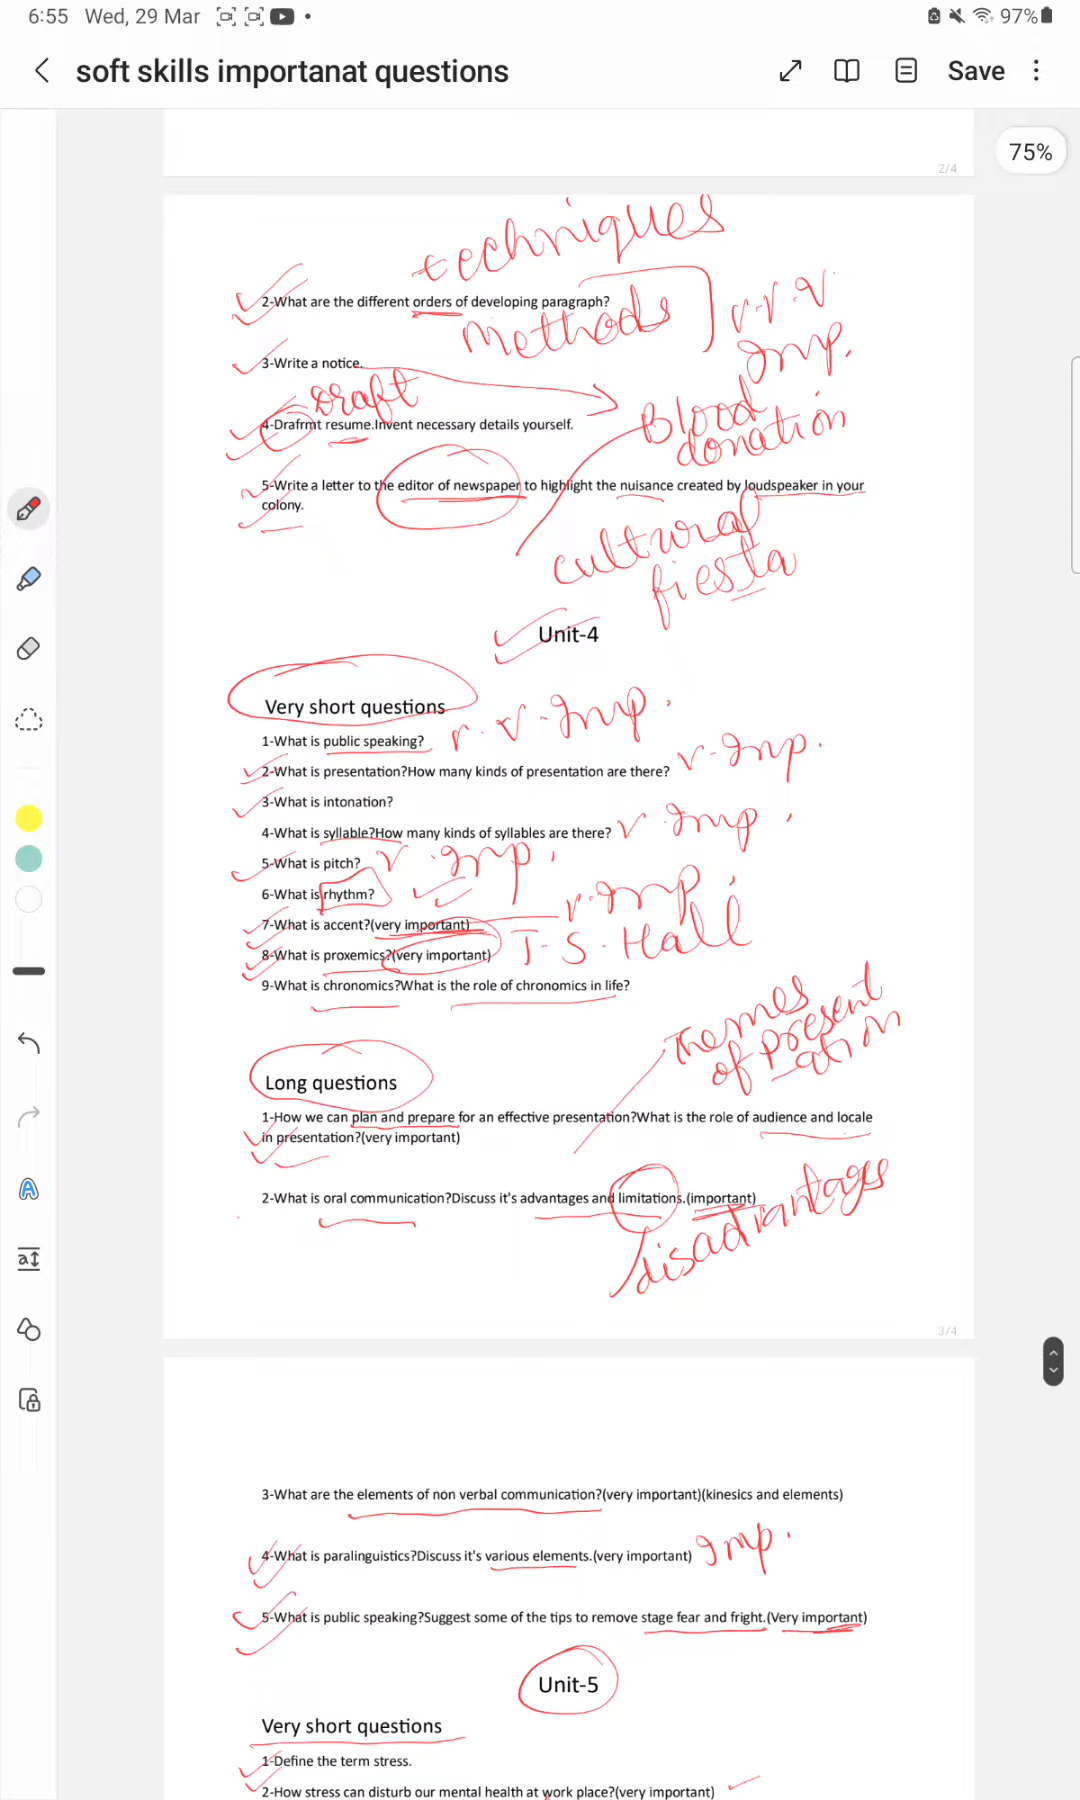 6:55 Wed, 29 Mar
97%
soft skills importanat questions
Save
75%
2/4
techniques
2-What are the different orders of developing paragraph?
Methods
v.v.v
Imp.
3-Write a notice.
Draft
Blood
donation
4-Drafrmt resume.Invent necessary details yourself.
5-Write a letter to the editor of newspaper to highlight the nuisance created by loudspeaker in your
colony.
cultural
fiesta
Unit-4
Very short questions
1-What is public speaking?
v.v.Imp.
2-What is presentation?How many kinds of presentation are there?
v.Imp.
3-What is intonation?
4-What is syllable?How many kinds of syllables are there?
v.Imp.
5-What is pitch?
v.Imp.
6-What is rhythm?
v.Imp.
7-What is accent?(very important)
8-What is proxemics?(very important)
T.S.Hall
9-What is chronomics?What is the role of chronomics in life?
Themes
of present
-ation
Long questions
1-How we can plan and prepare for an effective presentation?What is the role of audience and locale
in presentation?(very important)
2-What is oral communication?Discuss it's advantages and limitations.(important)
disadvantages
3/4
3-What are the elements of non verbal communication?(very important)(kinesics and elements)
4-What is paralinguistics?Discuss it's various elements.(very important)
Imp.
5-What is public speaking?Suggest some of the tips to remove stage fear and fright.(Very important)
Unit-5
Very short questions
1-Define the term stress.
2-How stress can disturb our mental health at work place?(very important)